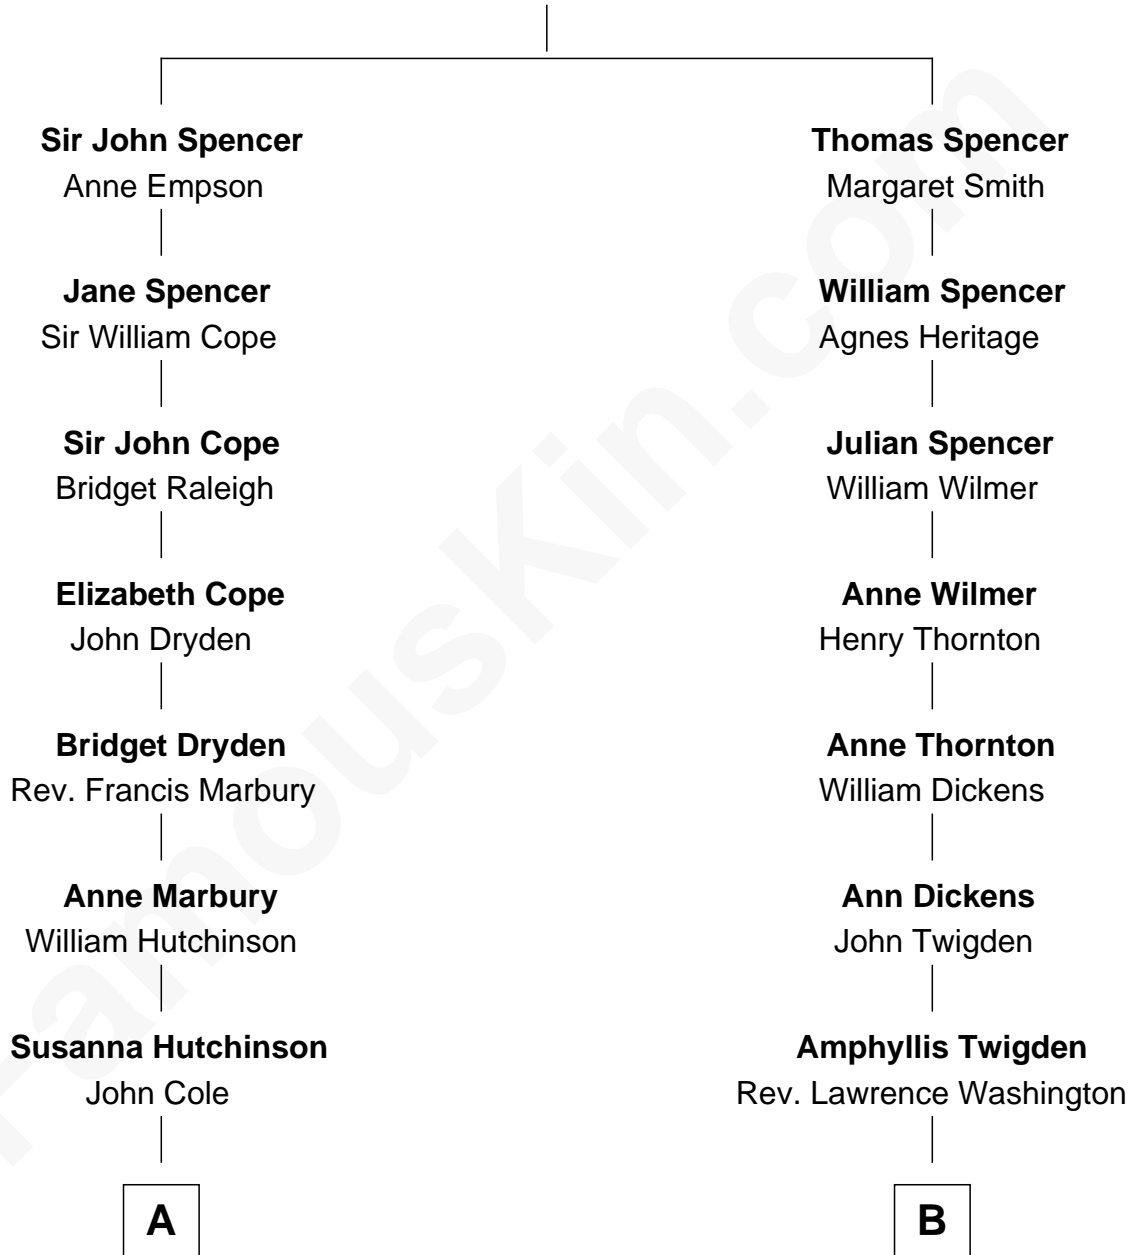 Sir John Spencer
Anne Empson
Jane Spencer
Sir William Cope
Sir John Cope
Bridget Raleigh
Elizabeth Cope
John Dryden
Bridget Dryden
Rev. Francis Marbury
Anne Marbury
William Hutchinson
Susanna Hutchinson
John Cole
A
Thomas Spencer
Margaret Smith
William Spencer
Agnes Heritage
Julian Spencer
William Wilmer
Anne Wilmer
Henry Thornton
Anne Thornton
William Dickens
Ann Dickens
John Twigden
Amphyllis Twigden
Rev. Lawrence Washington
B
FamousKin.com